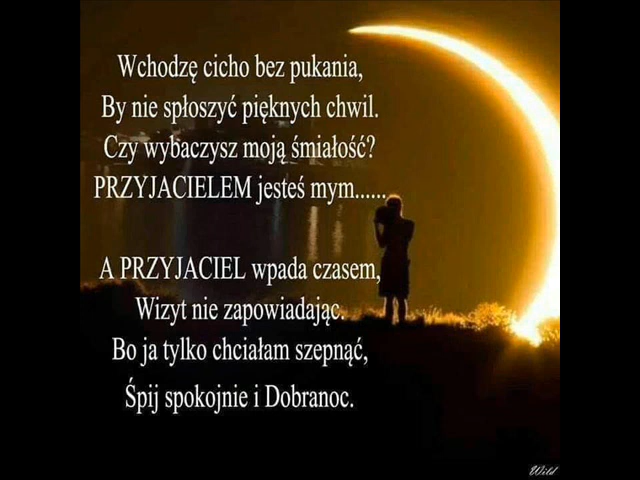 Wchodzę cicho bez pukania,
By nie spłoszyć pięknych chwil.
Czy wybaczysz moją śmiałość?
PRZYJACIELEM jesteś mym......
A PRZYJACIEL wpada czasem,
Wizyt nie zapowiadając.
Bo ja tylko chciałam szepnąć,
Śpij spokojnie i Dobranoc.
Wild